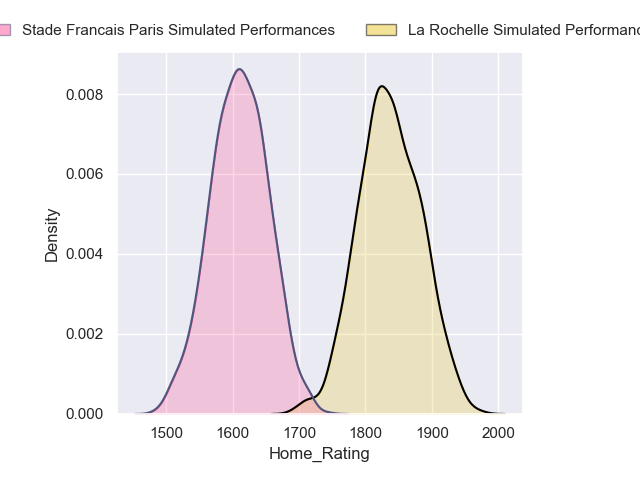 Stade Francais Paris Simulated Performances
La Rochelle Simulated
0.008
0.006
0.004
0.002
0.000
Density
1500 1600 1700 1800 1900 2000
Home_Rating